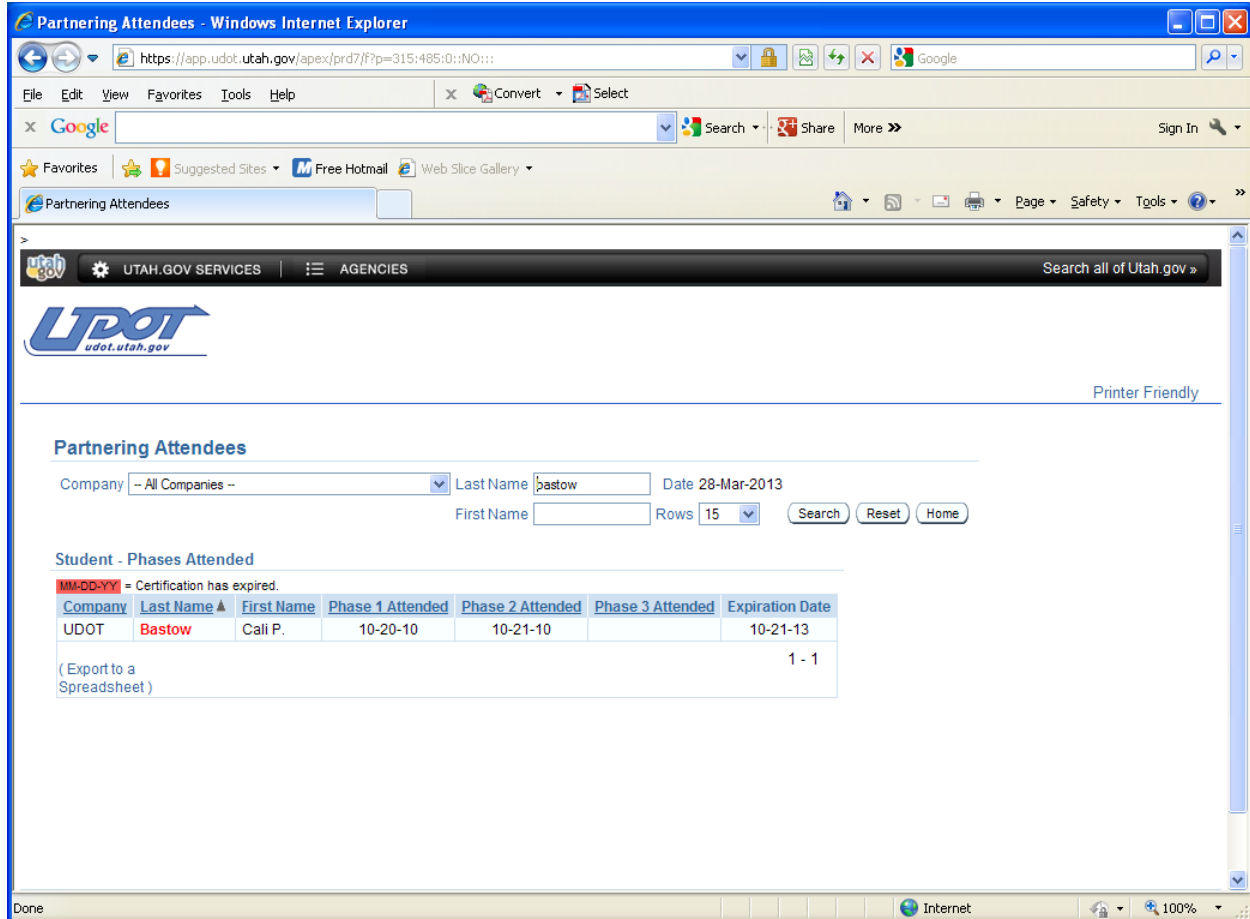 Partnering Attendees - Windows Internet Explorer
https://app.udot.utah.gov/apex/prd7/f?p=315:485:0::NO::: Google
File Edit View Favorites Tools Help x Convert Select
x Google Search Share More >> Sign In
Favorites Suggested Sites Free Hotmail Web Slice Gallery
Partnering Attendees Page Safety Tools >>
>
utah gov UTAH.GOV SERVICES | AGENCIES Search all of Utah.gov »
UDOT
udot.utah.gov
Printer Friendly
Partnering Attendees
Company -- All Companies -- Last Name bastow Date 28-Mar-2013
First Name Rows 15 Search Reset Home
Student - Phases Attended
MM-DD-YY = Certification has expired.
Company Last Name First Name Phase 1 Attended Phase 2 Attended Phase 3 Attended Expiration Date
UDOT Bastow Cali P. 10-20-10 10-21-10 10-21-13
1 - 1
( Export to a
Spreadsheet )
Done Internet 100%